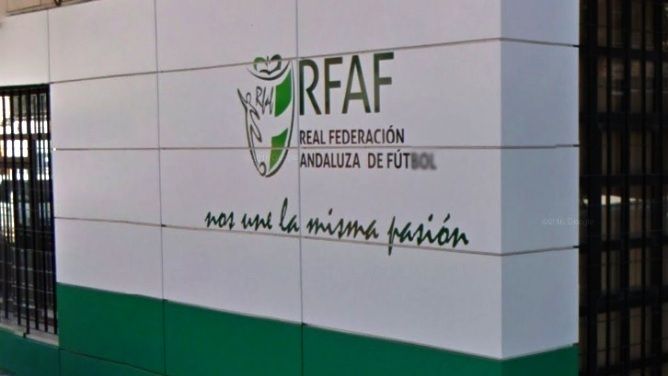 RFAF
REAL FEDERACIÓN
ANDALUZA DE FÚTBOL
nos une la misma pasión